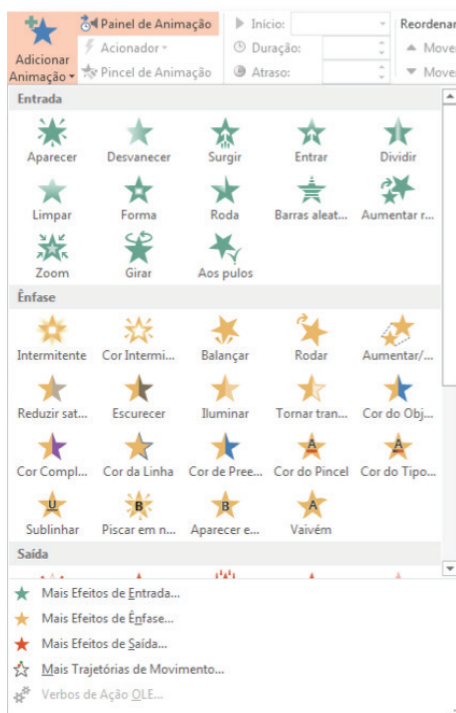 Adicionar
Animação
Painel de Animação
Acionador
Pincel de Animação
Início:
Duração:
Atraso:
Reordenar
Mover
Mover
Entrada
Aparecer Desvanecer Surgir Entrar Dividir
Limpar Forma Roda Barras aleat... Aumentar r...
Zoom Girar Aos pulos
Ênfase
Intermitente Cor Intermi... Balançar Rodar Aumentar/...
Reduzir sat... Escurecer Iluminar Tornar tran... Cor do Obj...
Cor Compl... Cor da Linha Cor de Pree... Cor do Pincel Cor do Tipo...
Sublinhar Piscar em n... Aparecer e... Vaivém
Saída
Mais Efeitos de Entrada...
Mais Efeitos de Ênfase...
Mais Efeitos de Saída...
Mais Trajetórias de Movimento...
Verbos de Ação OLE...